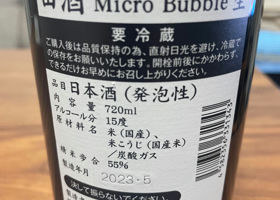 酒 Micro Bubble 生
要冷蔵
ご購入後は品質保持の為、直射日光を避け、冷蔵で
の保存をお願いいたします。開栓前後にかかわらず、
できるだけお早めにお召し上がりください。
品目 日本酒(発泡性)
内容量 720ml
アルコール分 15度
原材料名 米(国産)、
米こうじ(国産米)
/炭酸ガス
精米歩合 55%
製造年月 2023・5
決して振らないでください。